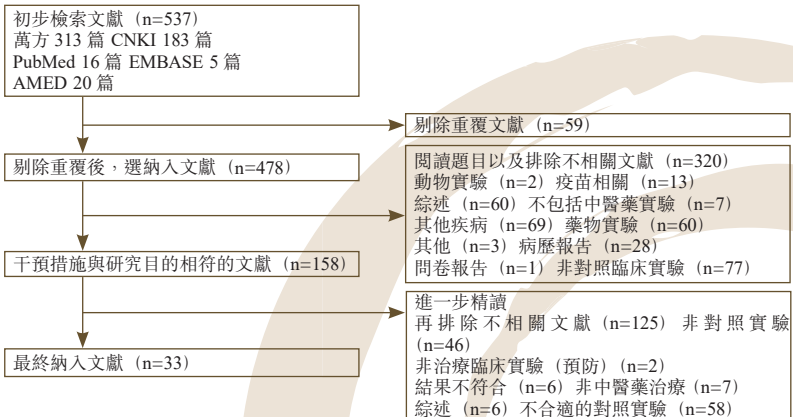 初步檢索文獻（n=537）
萬方 313 篇 CNKI 183 篇
PubMed 16 篇 EMBASE 5 篇
AMED 20 篇
剔除重覆文獻（n=59）
剔除重覆後，選納入文獻（n=478）
閱讀題目以及排除不相關文獻（n=320）
動物實驗（n=2）疫苗相關（n=13）
綜述（n=60）不包括中醫藥實驗（n=7）
其他疾病（n=69）藥物實驗（n=60）
其他（n=3）病歷報告（n=28）
問卷報告（n=1）非對照臨床實驗（n=77）
干預措施與研究目的相符的文獻（n=158）
進一步精讀
再排除不相關文獻（n=125）非對照實驗
(n=46）
非治療臨床實驗（預防）(n=2）
結果不符合（n=6）非中醫藥治療 (n=7）
綜述（n=6）不合適的對照實驗（n=58）
最終納入文獻（n=33）